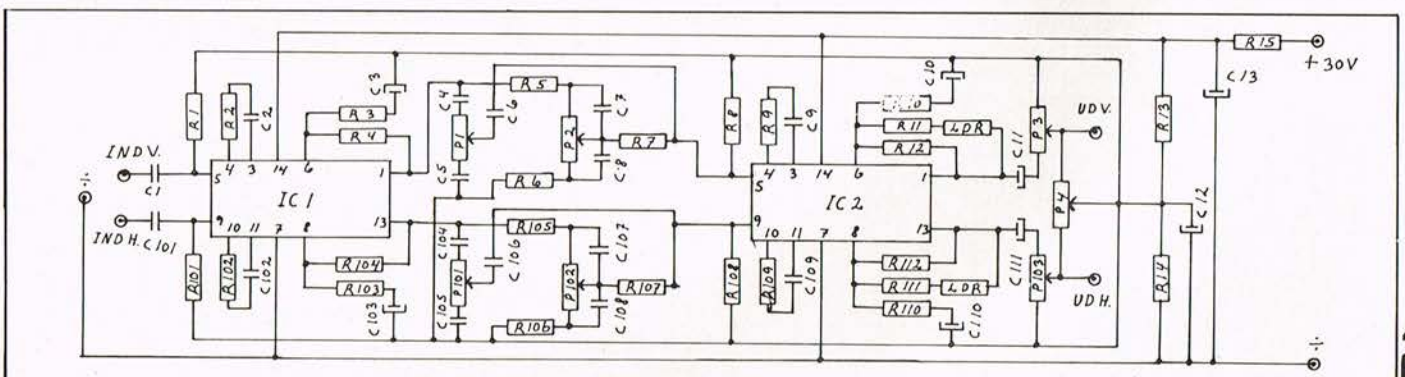 R15
+30V
C3
C10
C13
R1
R2
C2
R3
R4
C4
P1
C5
C6
R5
P2
C7
C8
R6
R7
R8
R9
C9
R11
LDR
R12
C11
P3
UDV.
R13
INDV.
C1
5 4 3 14 6 1
IC1
9 10 11 7 8 13
5 4 3 14 6 1
IC2
9 10 11 7 8 13
P4
C12
÷
INDH.
C101
R101
R102
C102
R104
R103
C103
C104
P101
C105
C106
R105
P102
C107
C108
R106
R107
R108
R109
C109
R112
R111
LDR
R110
C110
C111
P103
UDH.
R14
÷